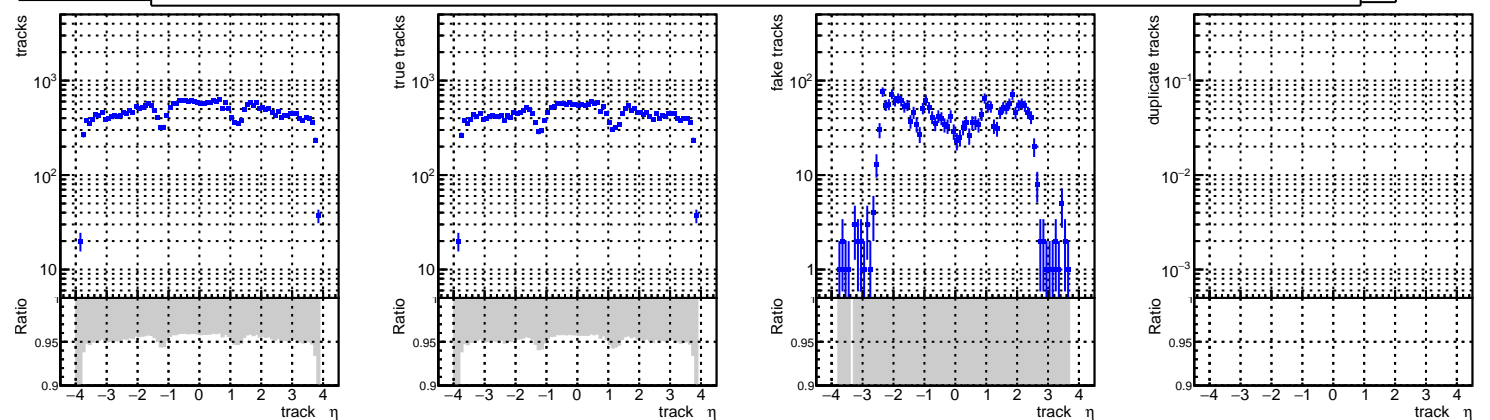 tracks
10³
10²
10
Ratio
1
0.95
0.9
−4 −3 −2 −1 0 1 2 3 4
track η
true tracks
10³
10²
10
Ratio
1
0.95
0.9
−4 −3 −2 −1 0 1 2 3 4
track η
fake tracks
10²
10
1
Ratio
1
0.95
0.9
−4 −3 −2 −1 0 1 2 3 4
track η
duplicate tracks
10⁻¹
10⁻²
10⁻³
Ratio
1
0.95
0.9
−4 −3 −2 −1 0 1 2 3 4
track η